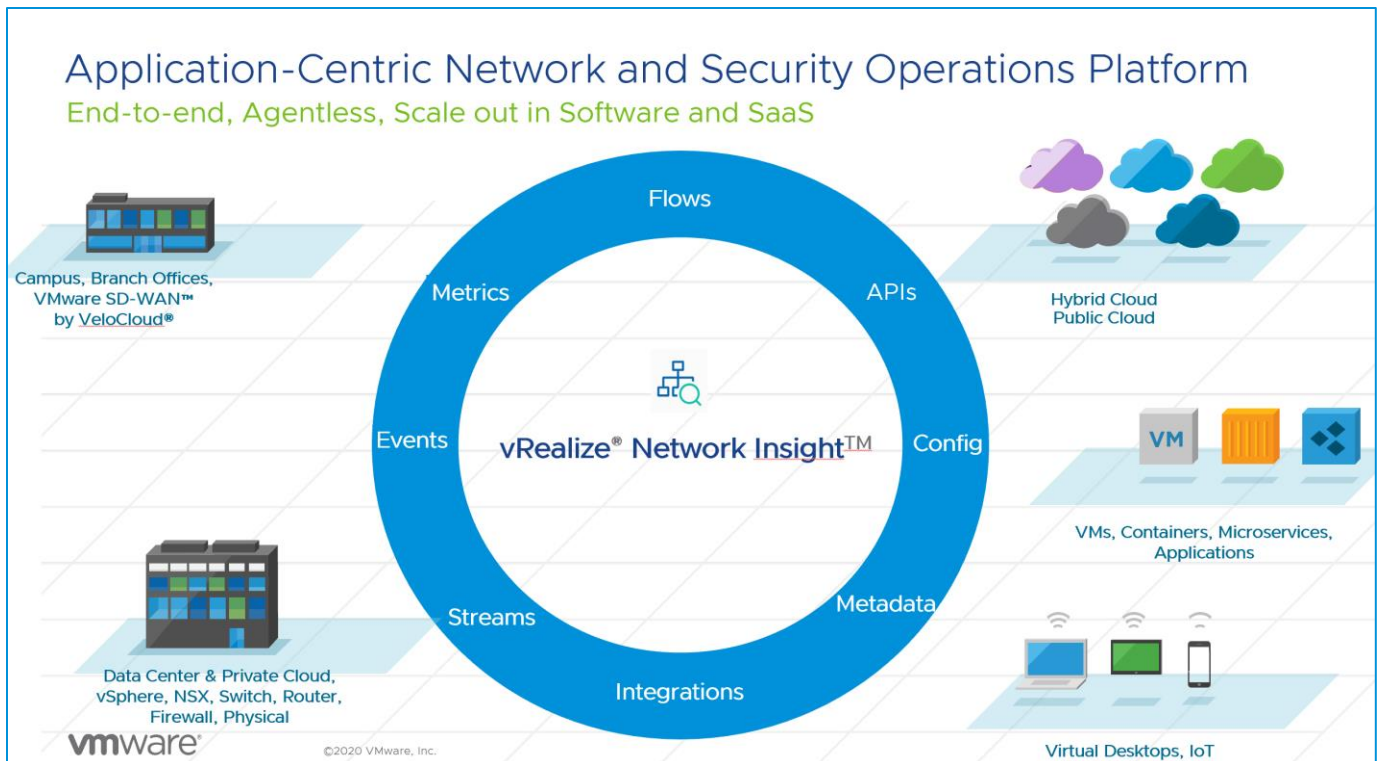 Application-Centric Network and Security Operations Platform
End-to-end, Agentless, Scale out in Software and SaaS
Campus, Branch Offices,
VMware SD-WAN™
by VeloCloud®
Flows
Metrics
APIs
Hybrid Cloud
Public Cloud
Events
vRealize® Network Insight™
Config
VM
VMs, Containers, Microservices,
Applications
Streams
Metadata
Integrations
Data Center & Private Cloud,
vSphere, NSX, Switch, Router,
Firewall, Physical
Virtual Desktops, IoT
vmware®
©2020 VMware, Inc.